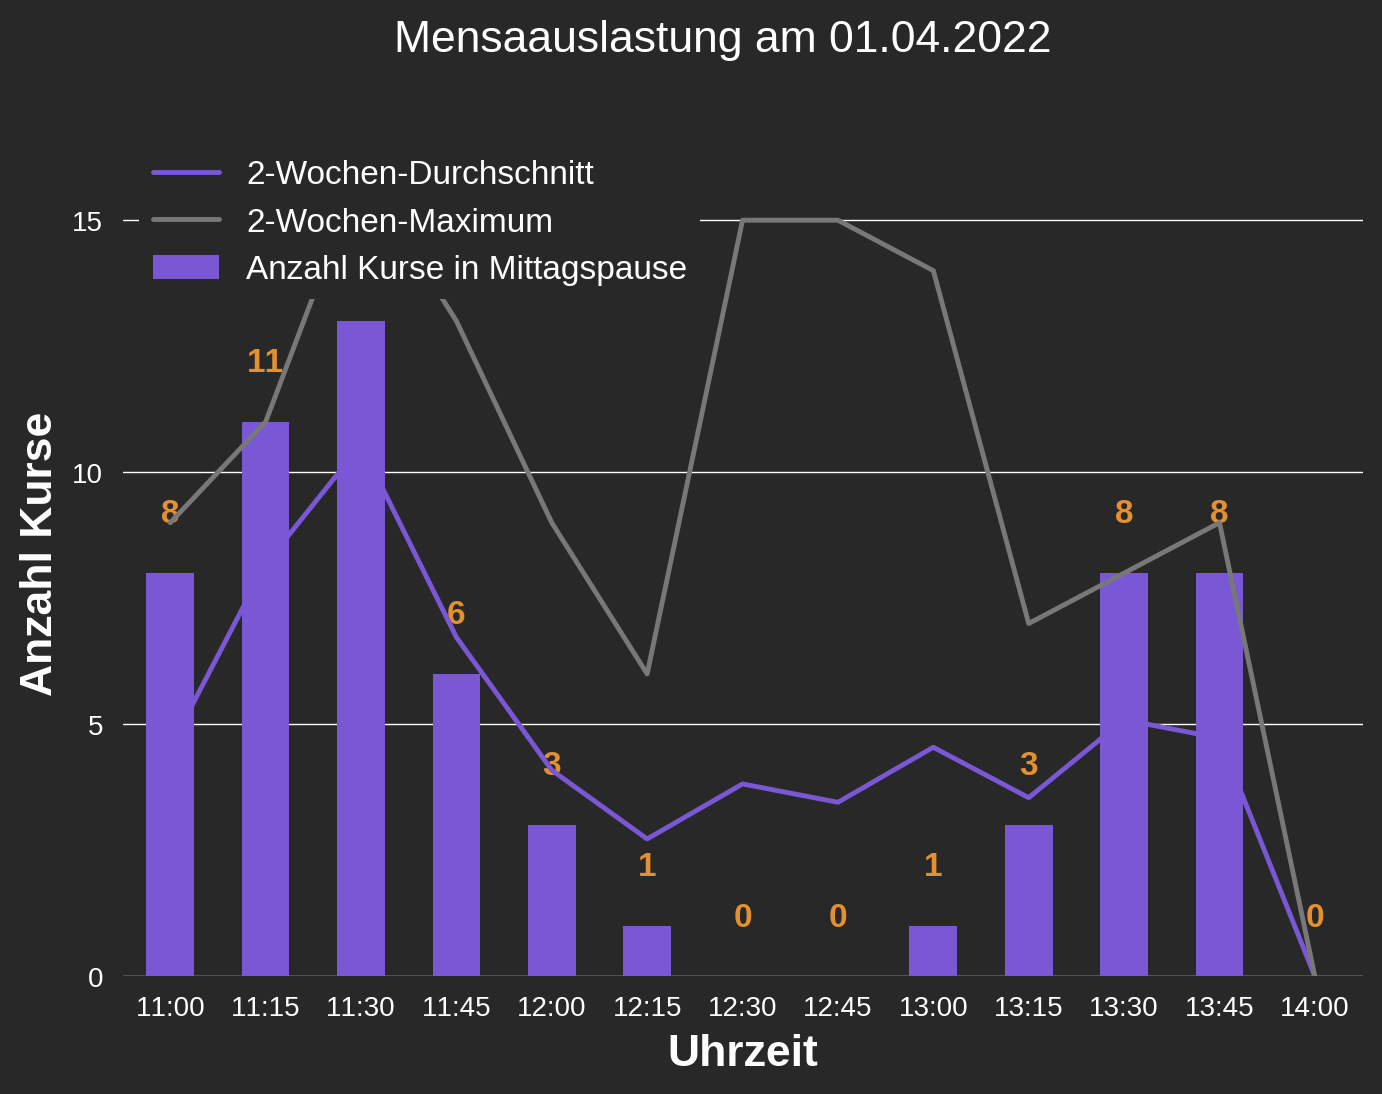 Mensaauslastung am 01.04.2022
2-Wochen-Durchschnitt
2-Wochen-Maximum
Anzahl Kurse in Mittagspause
Anzahl Kurse
15
10
5
0
8
11
6
3
1
0
0
1
3
8
8
0
11:00 11:15 11:30 11:45 12:00 12:15 12:30 12:45 13:00 13:15 13:30 13:45 14:00
Uhrzeit